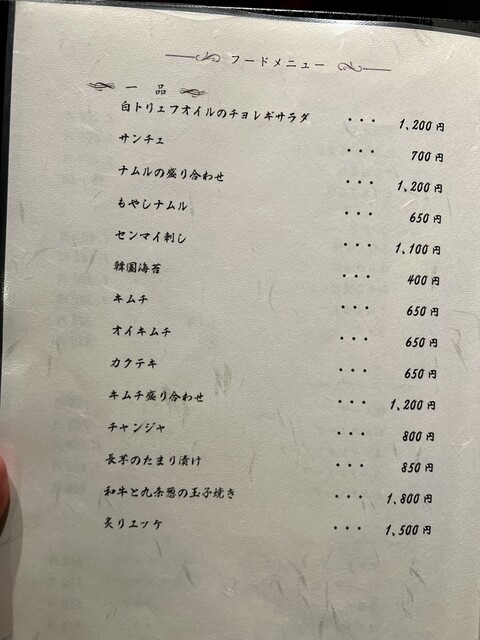 フードメニュー
一品
白トリュフオイルのチョレギサラダ ・・・ 1,200円
サンチュ ・・・ 700円
ナムルの盛り合わせ ・・・ 1,200円
もやしナムル ・・・ 650円
センマイ刺し ・・・ 1,100円
韓国海苔 ・・・ 400円
キムチ ・・・ 650円
オイキムチ ・・・ 650円
カクテキ ・・・ 650円
キムチ盛り合わせ ・・・ 1,200円
チャンジャ ・・・ 800円
長芋のたまり漬け ・・・ 850円
和牛と九条葱の玉子焼き ・・・ 1,800円
炙りユッケ ・・・ 1,500円